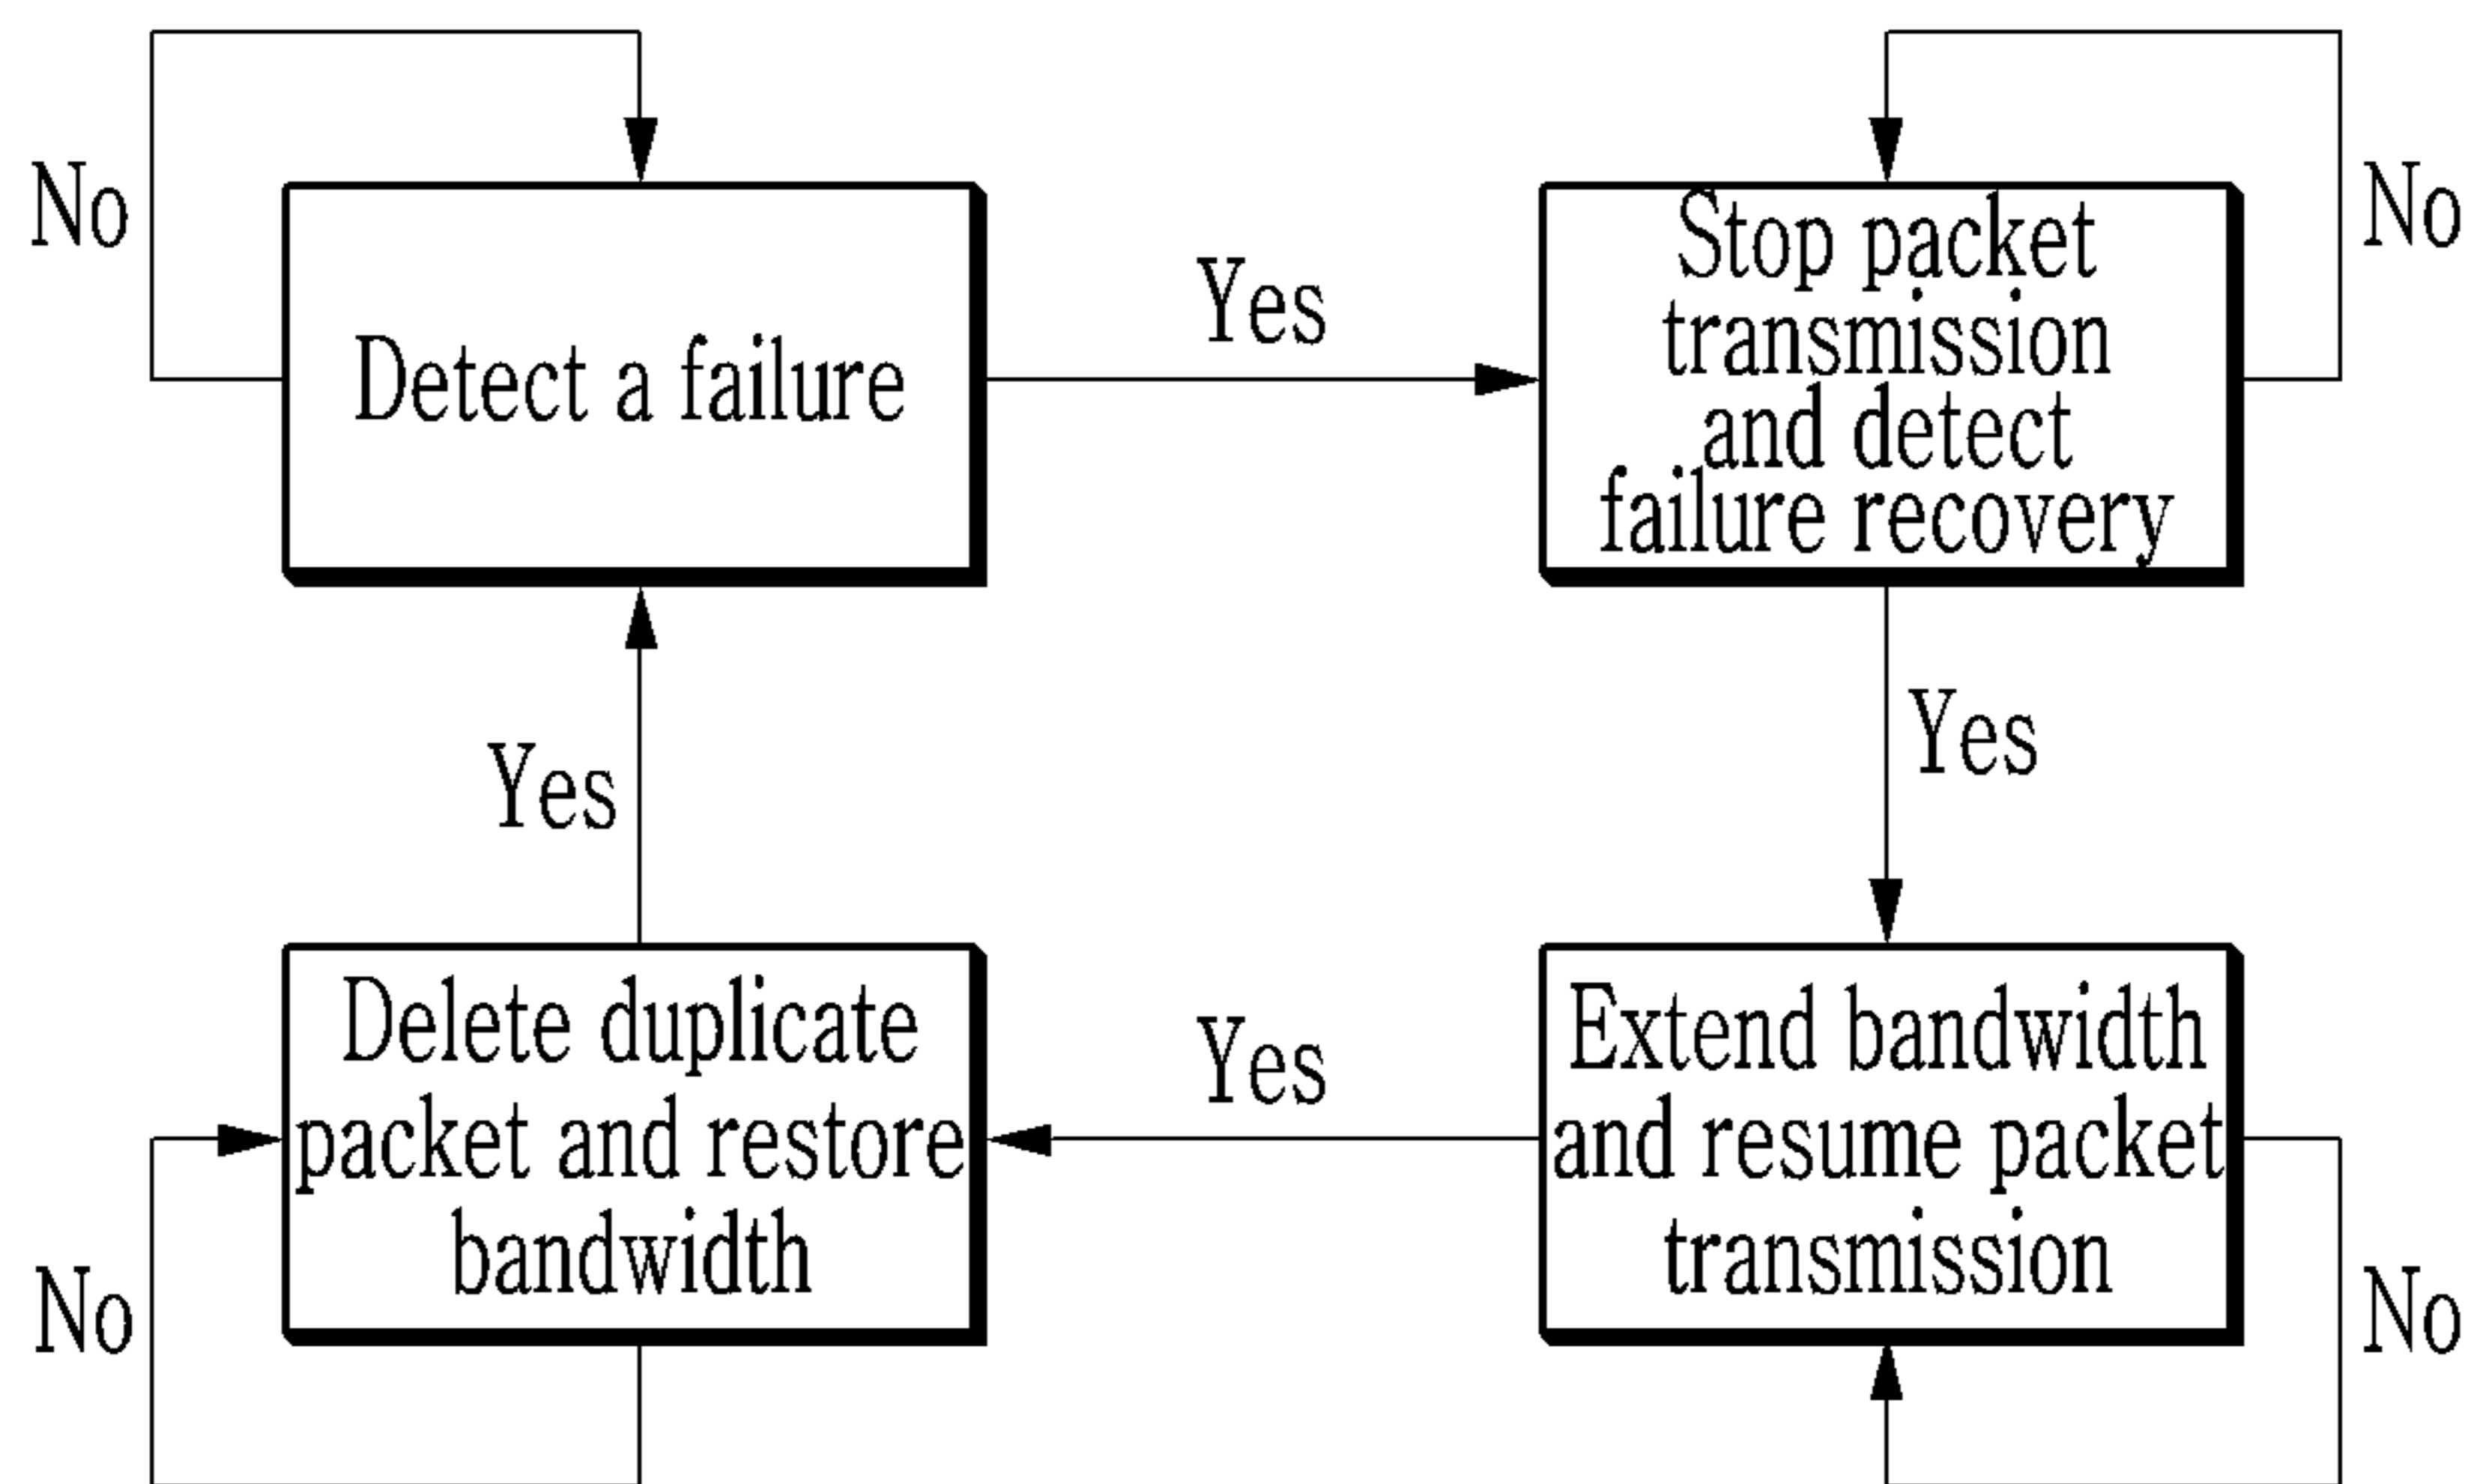 No
Detect a failure
Yes
Stop packet
transmission
and detect
failure recovery
No
Yes
Yes
Delete duplicate
packet and restore
bandwidth
No
Yes
Extend bandwidth
and resume packet
transmission
No